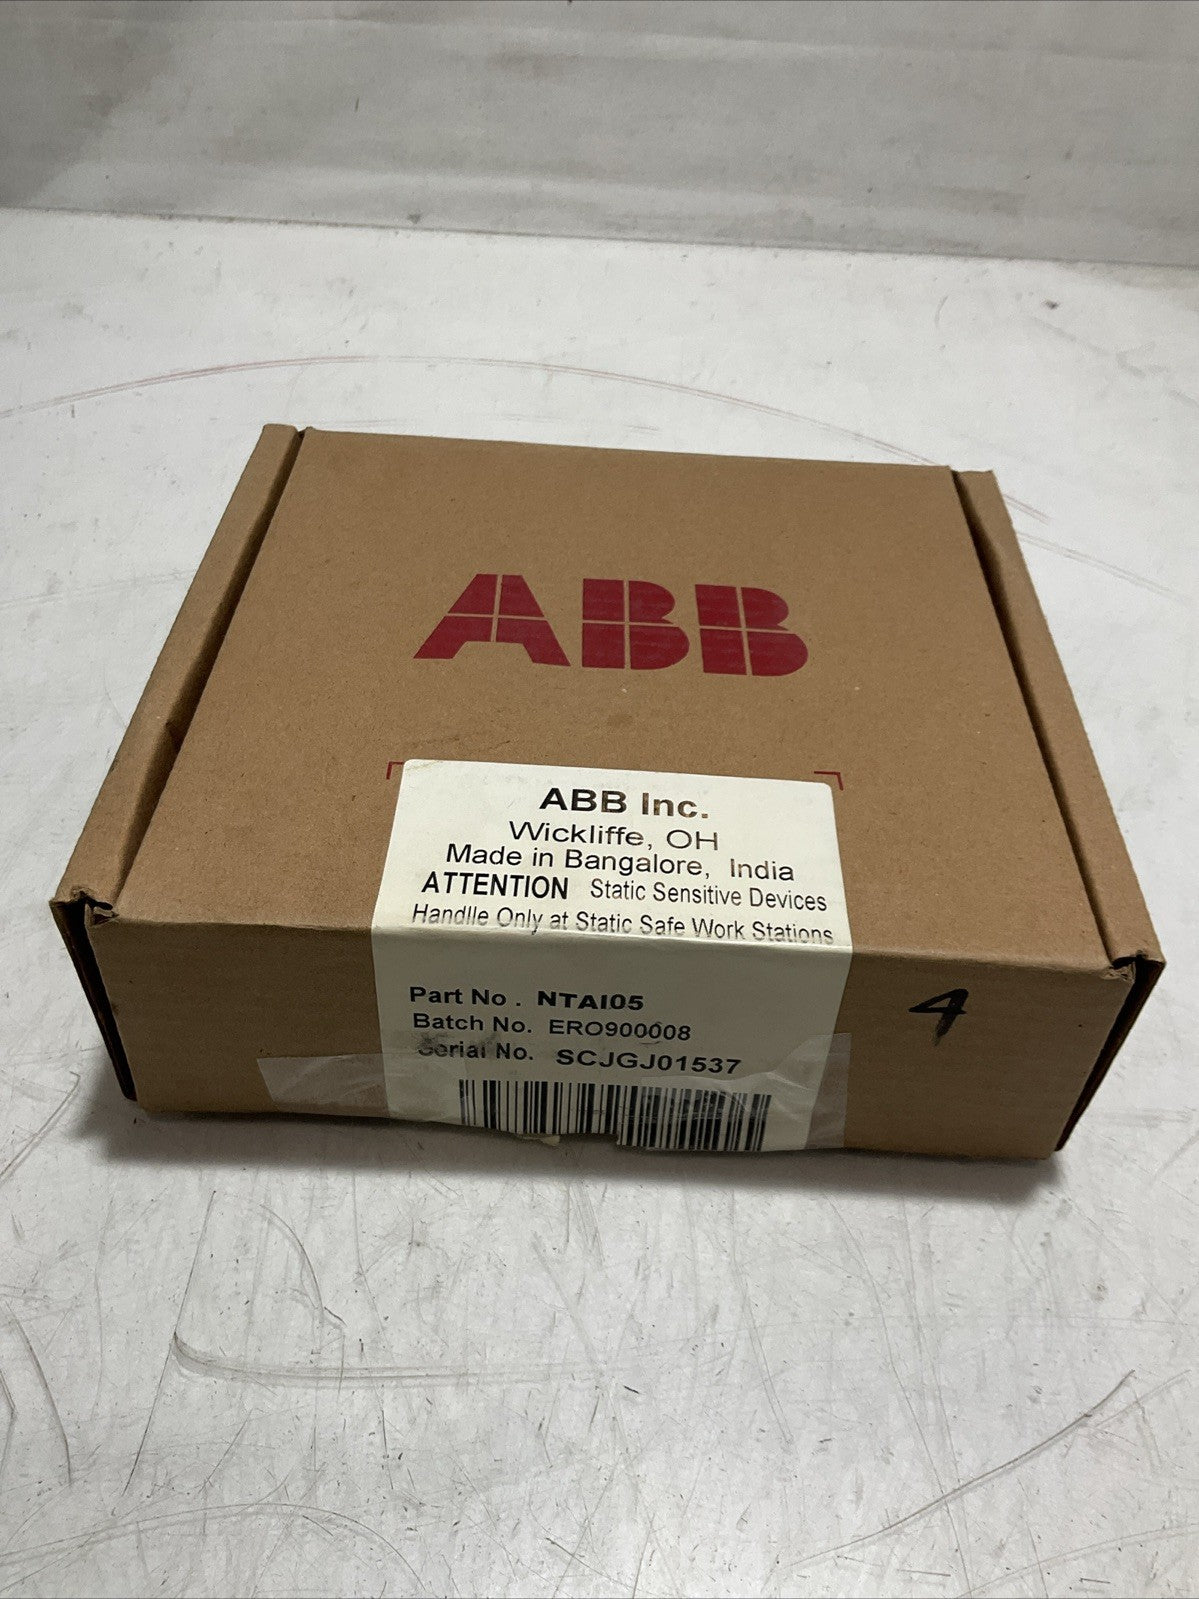 ABB
ABB Inc.
Wickliffe, OH
Made in Bangalore, India
ATTENTION Static Sensitive Devices
Handlle Only at Static Safe Work Stations
Part No . NTAI05
Batch No. ERO900008
Serial No. SCJGJ01537
4